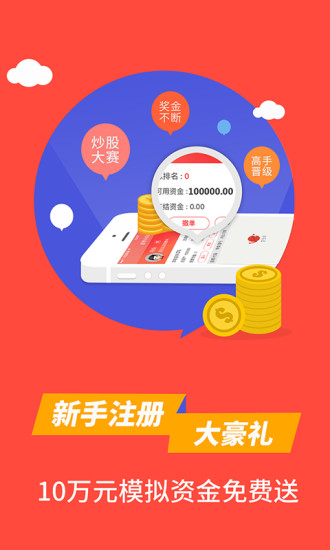 奖金
不断
炒股
大赛
高手
晋级
排名：0
可用资金：100000.00
结资金：0.00
撤单
新手注册
大豪礼
10万元模拟资金免费送